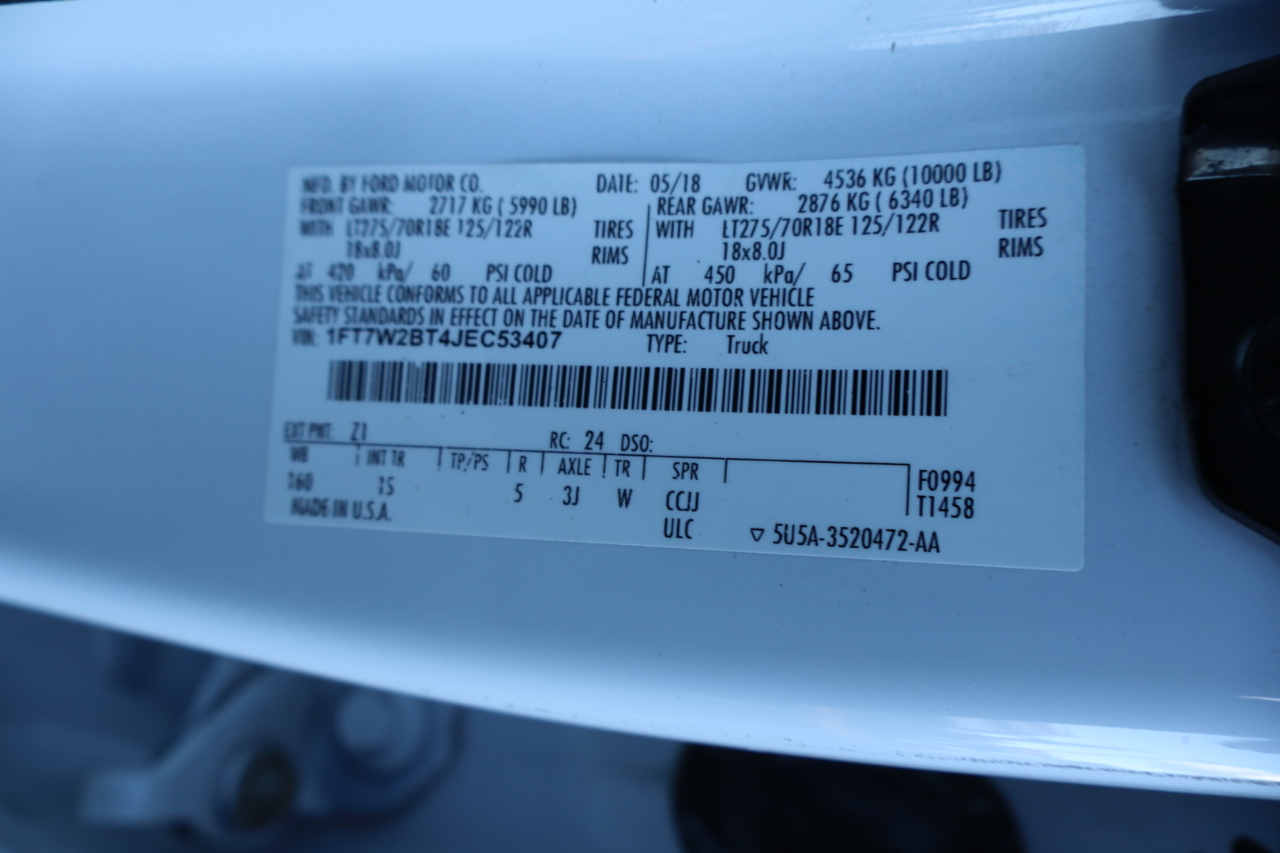 MFD. BY FORD MOTOR CO. DATE: 05/18 GVWR: 4536 KG (10000 LB)
FRONT GAWR: 2717 KG ( 5990 LB) REAR GAWR: 2876 KG ( 6340 LB)
WITH LT275/70R18E 125/122R TIRES WITH LT275/70R18E 125/122R TIRES
18x8.0J RIMS 18x8.0J RIMS
AT 420 kPa/ 60 PSI COLD AT 450 kPa/ 65 PSI COLD
THIS VEHICLE CONFORMS TO ALL APPLICABLE FEDERAL MOTOR VEHICLE
SAFETY STANDARDS IN EFFECT ON THE DATE OF MANUFACTURE SHOWN ABOVE.
VIN: 1FT7W2BT4JEC53407 TYPE: Truck
EXT PNT: Z1 RC: 24 DSO:
WB INT TR TP/PS R AXLE TR SPR F0994
160 15 5 3J W CCJJ T1458
MADE IN U.S.A. ULC ▽ 5U5A-3520472-AA